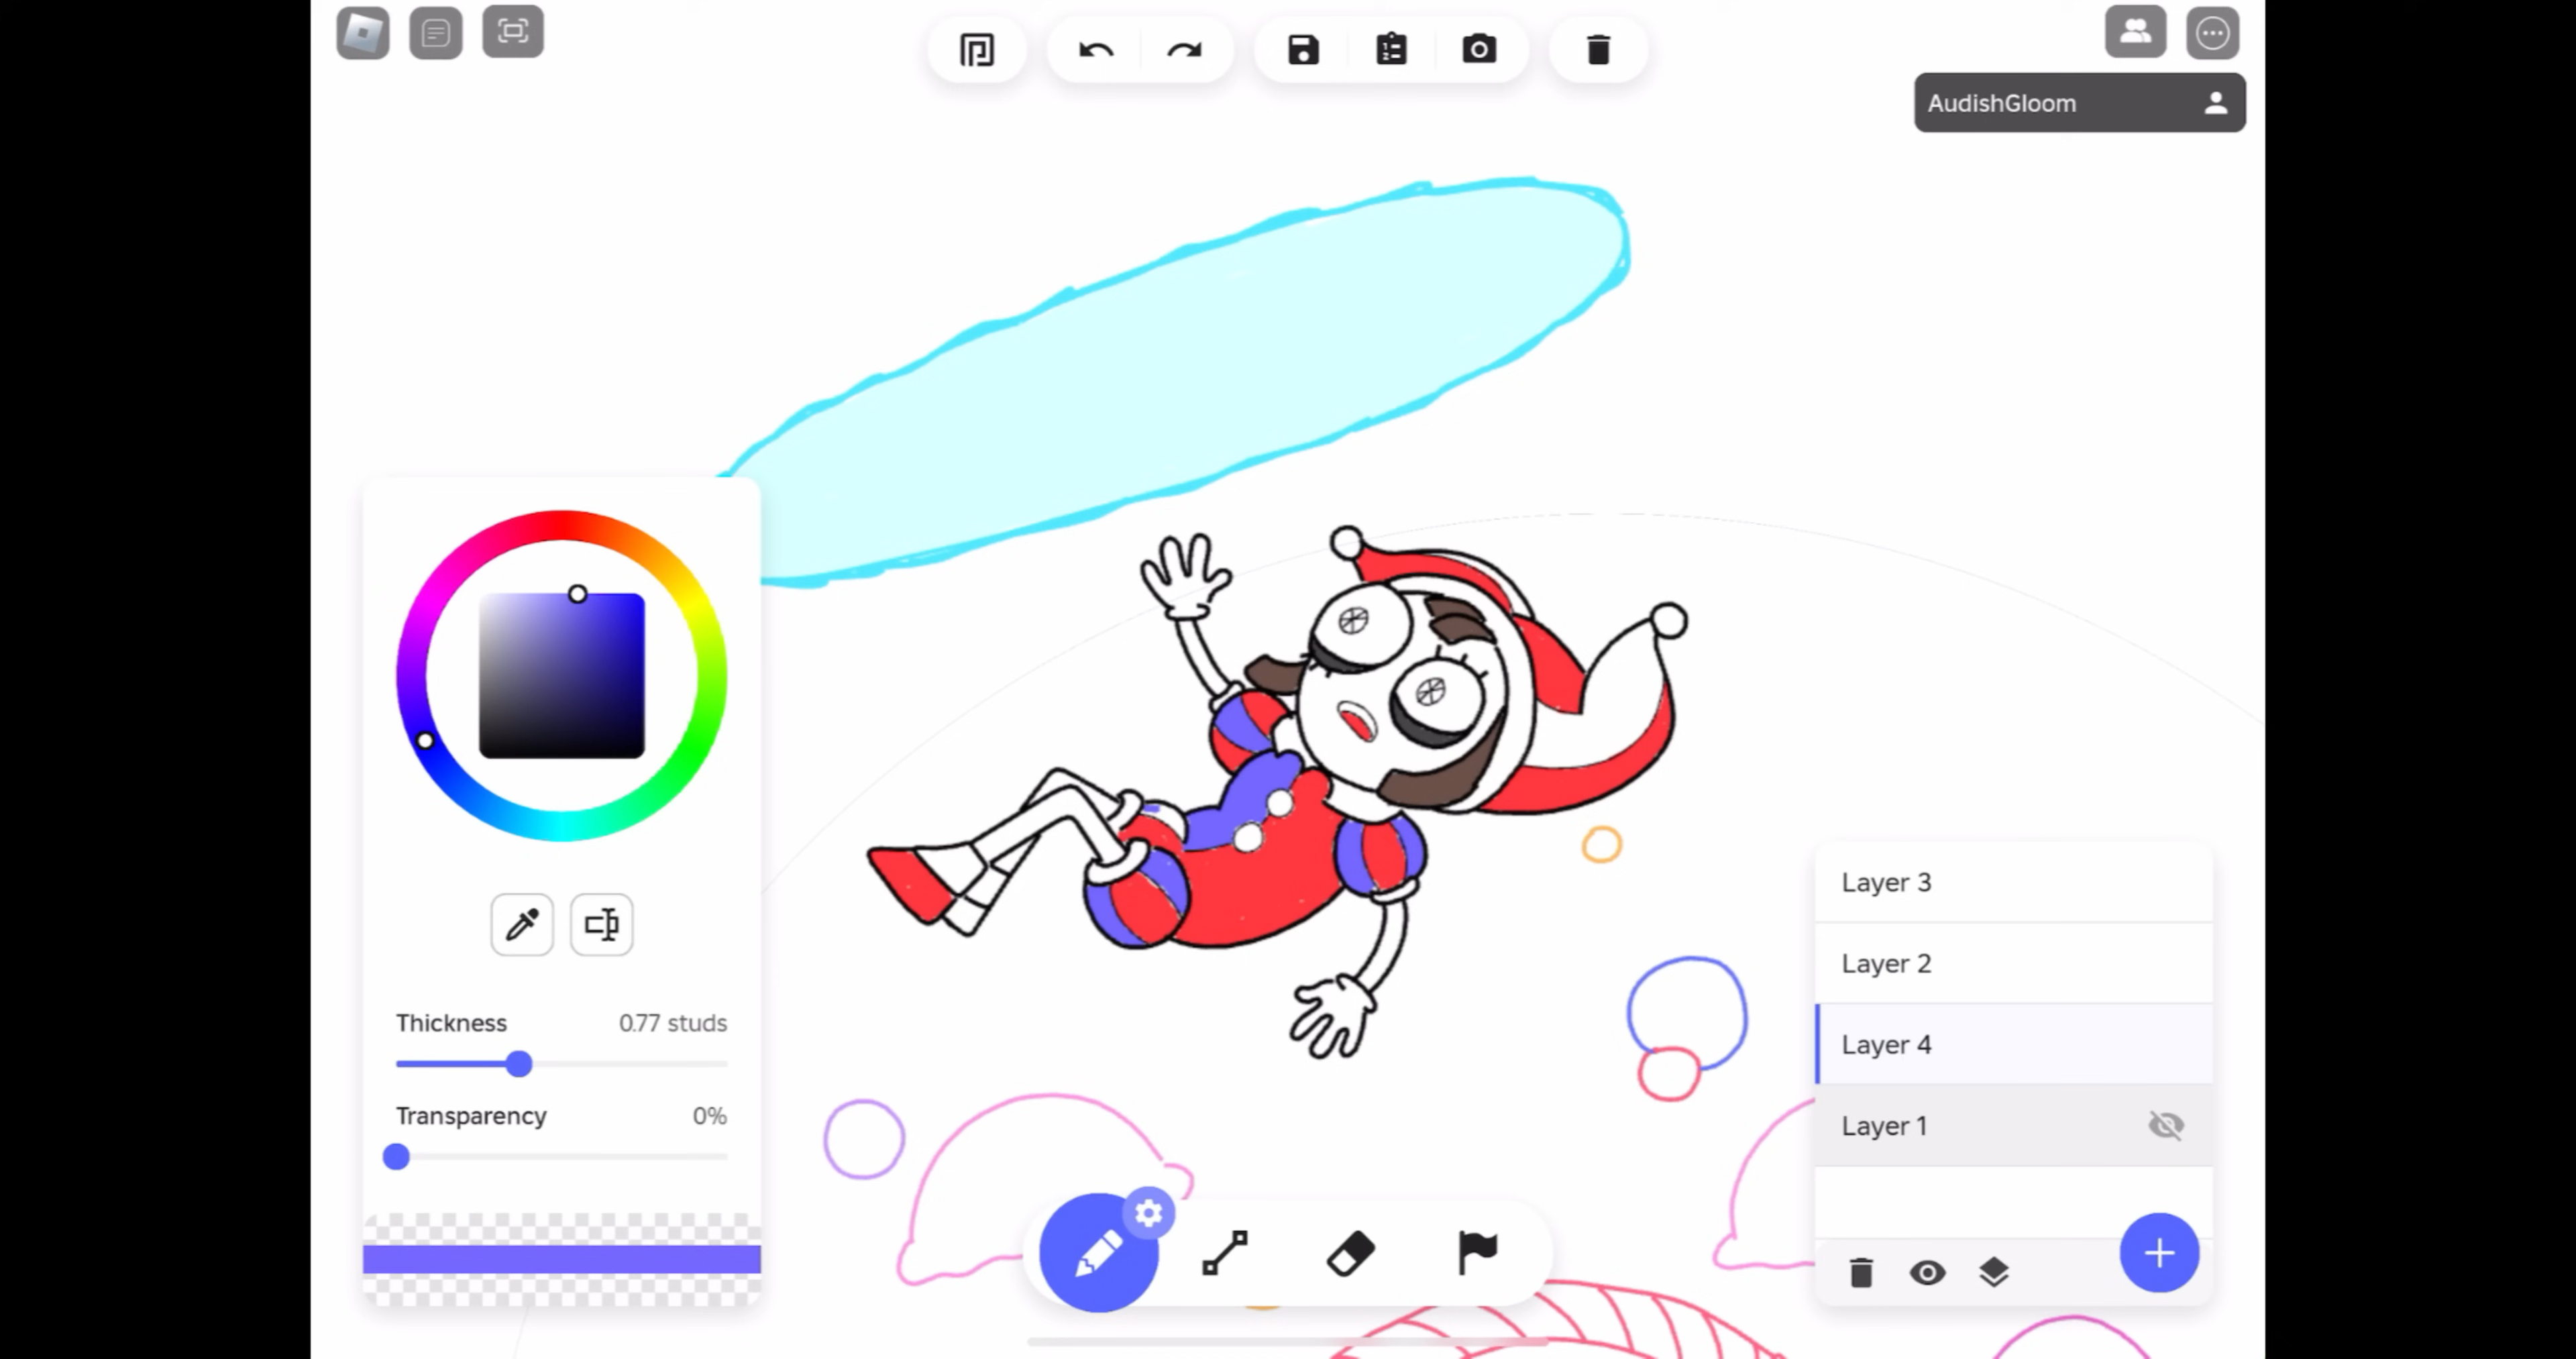 AudishGloom
Thickness 0.77 studs
Transparency 0%
Layer 3
Layer 2
Layer 4
Layer 1